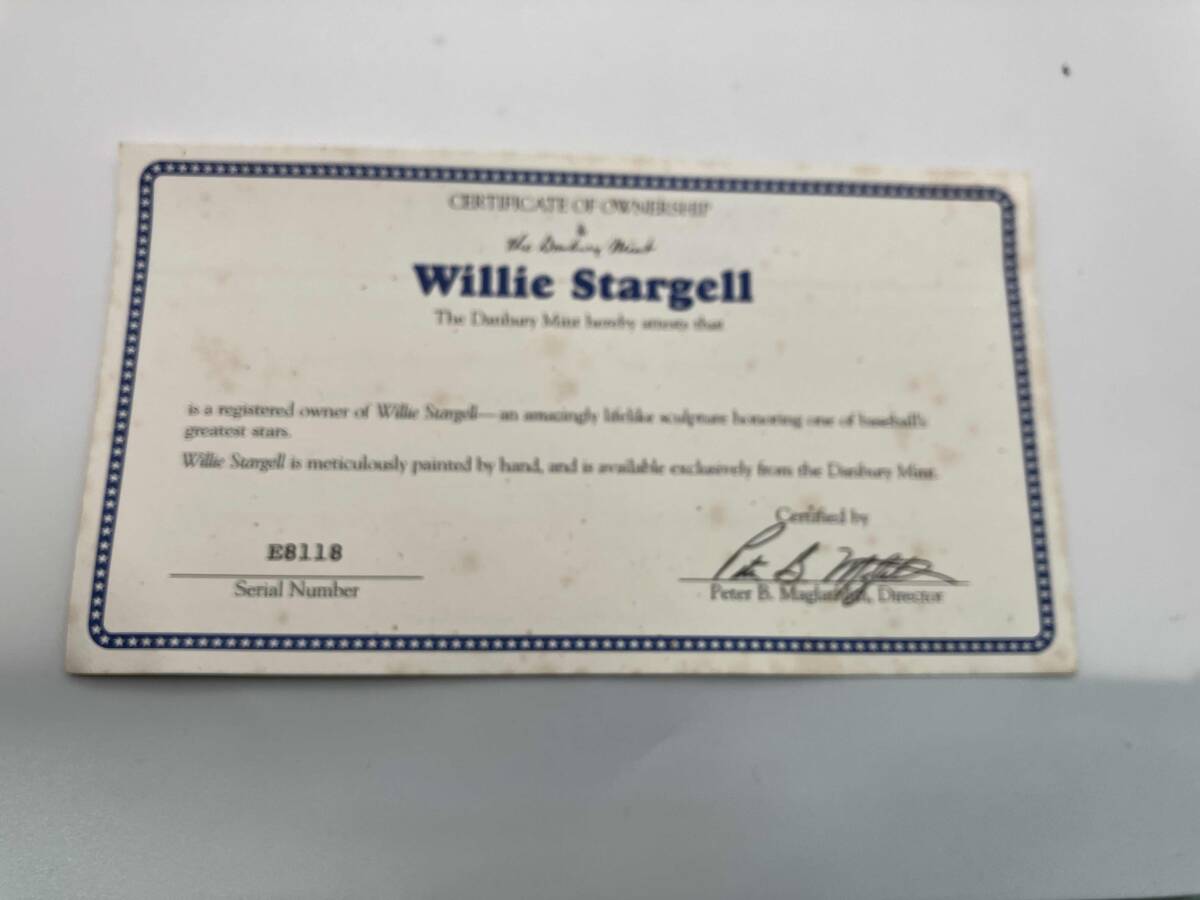 CERTIFICATE OF OWNERSHIP
The Danbury Mint
Willie Stargell
The Danbury Mint hereby attests that
is a registered owner of Willie Stargell—an amazingly lifelike sculpture honoring one of baseball's
greatest stars.
Willie Stargell is meticulously painted by hand, and is available exclusively from the Danbury Mint.
Certified by
E8118
Serial Number
Peter B. Director